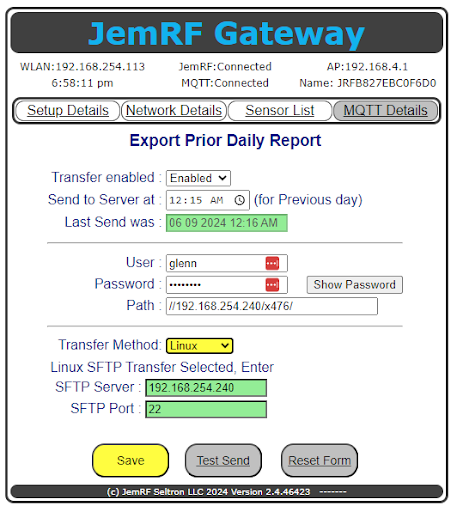 JemRF Gateway
WLAN:192.168.254.113 JemRF:Connected AP:192.168.4.1
6:58:11 pm MQTT:Connected Name: JRFB827EBC0F6D0
Setup Details Network Details Sensor List MQTT Details
Export Prior Daily Report
Transfer enabled : Enabled
Send to Server at : 12:15 AM (for Previous day)
Last Send was : 06 09 2024 12:16 AM
User : glenn
Password : •••••••• Show Password
Path : //192.168.254.240/x476/
Transfer Method: Linux
Linux SFTP Transfer Selected, Enter
SFTP Server : 192.168.254.240
SFTP Port : 22
Save Test Send Reset Form
(c) JemRF Seltron LLC 2024 Version 2.4.46423 -------